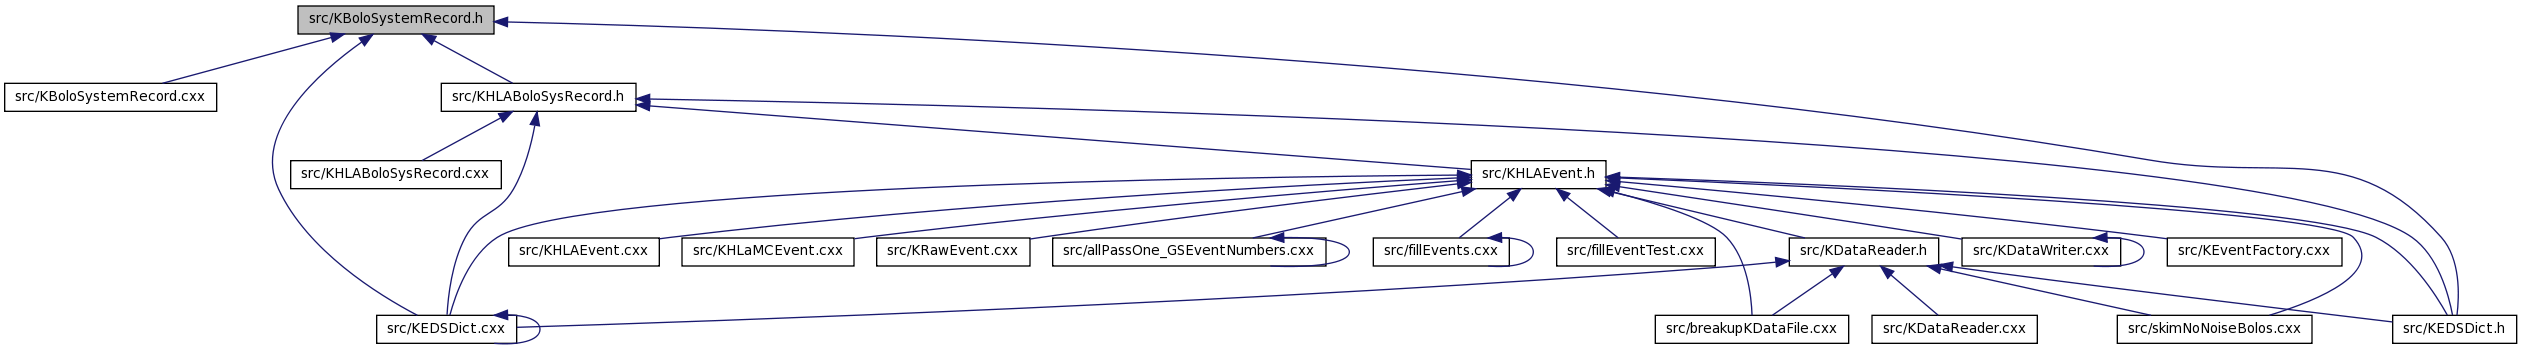 src/KBoloSystemRecord.h
src/KBoloSystemRecord.cxx
src/KHLABoloSysRecord.h
src/KHLABoloSysRecord.cxx
src/KHLAEvent.h
src/KHLAEvent.cxx
src/KHLaMCEvent.cxx
src/KRawEvent.cxx
src/allPassOne_GSEventNumbers.cxx
src/fillEvents.cxx
src/fillEventTest.cxx
src/KDataReader.h
src/KDataWriter.cxx
src/KEventFactory.cxx
src/KEDSDict.cxx
src/breakupKDataFile.cxx
src/KDataReader.cxx
src/skimNoNoiseBolos.cxx
src/KEDSDict.h